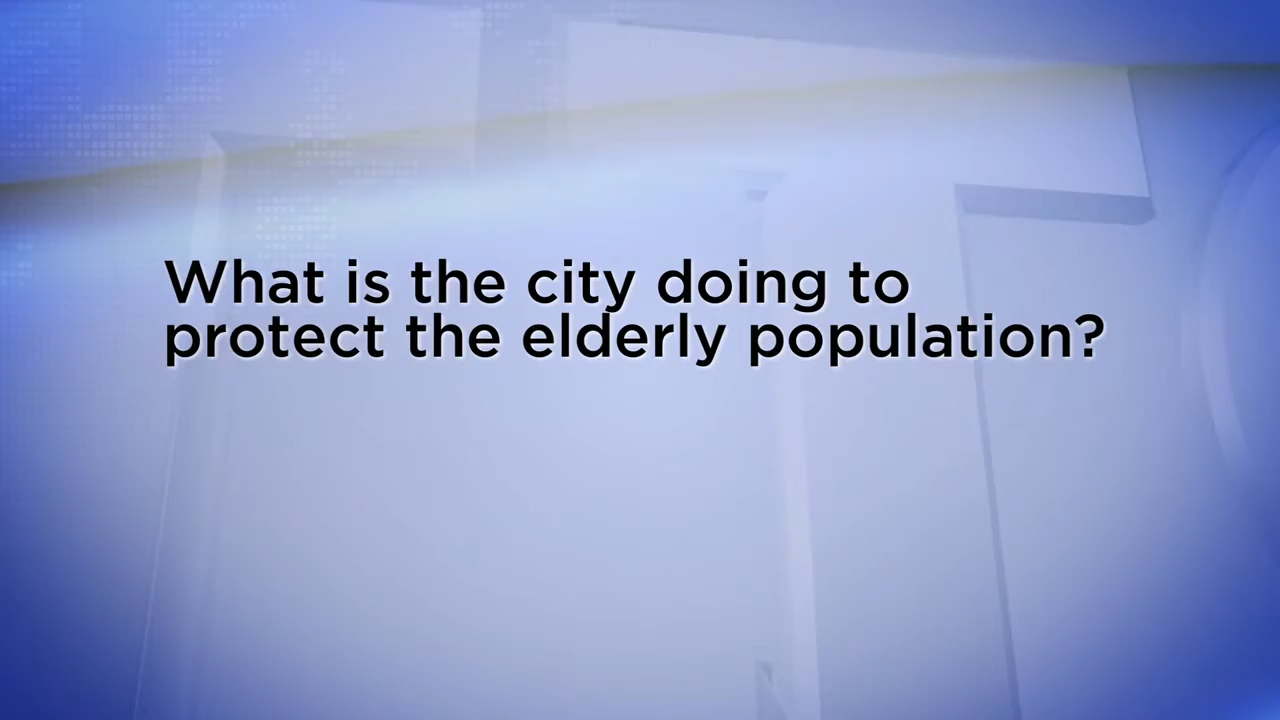 What is the city doing to
protect the elderly population?